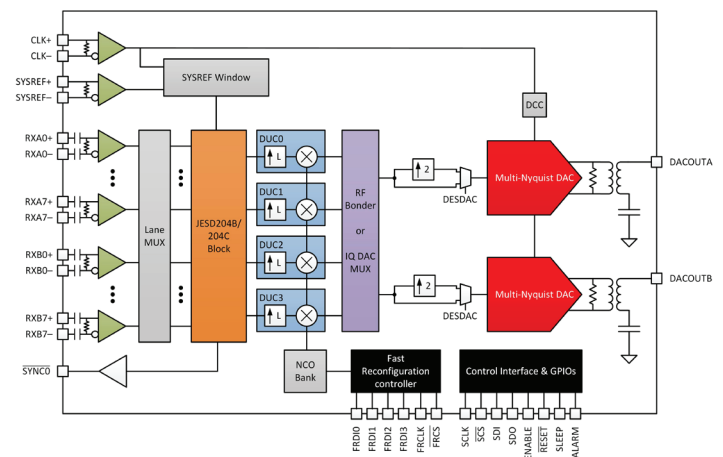 CLK+
CLK−
SYSREF+
SYSREF−
SYSREF Window
DCC
RXA0+
RXA0−
RXA7+
RXA7−
RXB0+
RXB0−
RXB7+
RXB7−
SYNC0
Lane
MUX
JESD204B/
204C
Block
DUC0
L
DUC1
L
DUC2
L
DUC3
L
RF
Bonder
or
IQ DAC
MUX
2
DESDAC
Multi-Nyquist DAC
DACOUTA
2
DESDAC
Multi-Nyquist DAC
DACOUTB
NCO
Bank
Fast
Reconfiguration
controller
Control Interface & GPIOs
FRDI0
FRDI1
FRDI2
FRDI3
FRCLK
FRCS
SCLK
SCS
SDI
SDO
ENABLE
RESET
SLEEP
ALARM